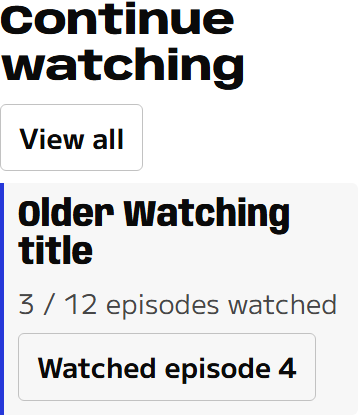 Continue
watching
View all
Older Watching
title
3 / 12 episodes watched
Watched episode 4